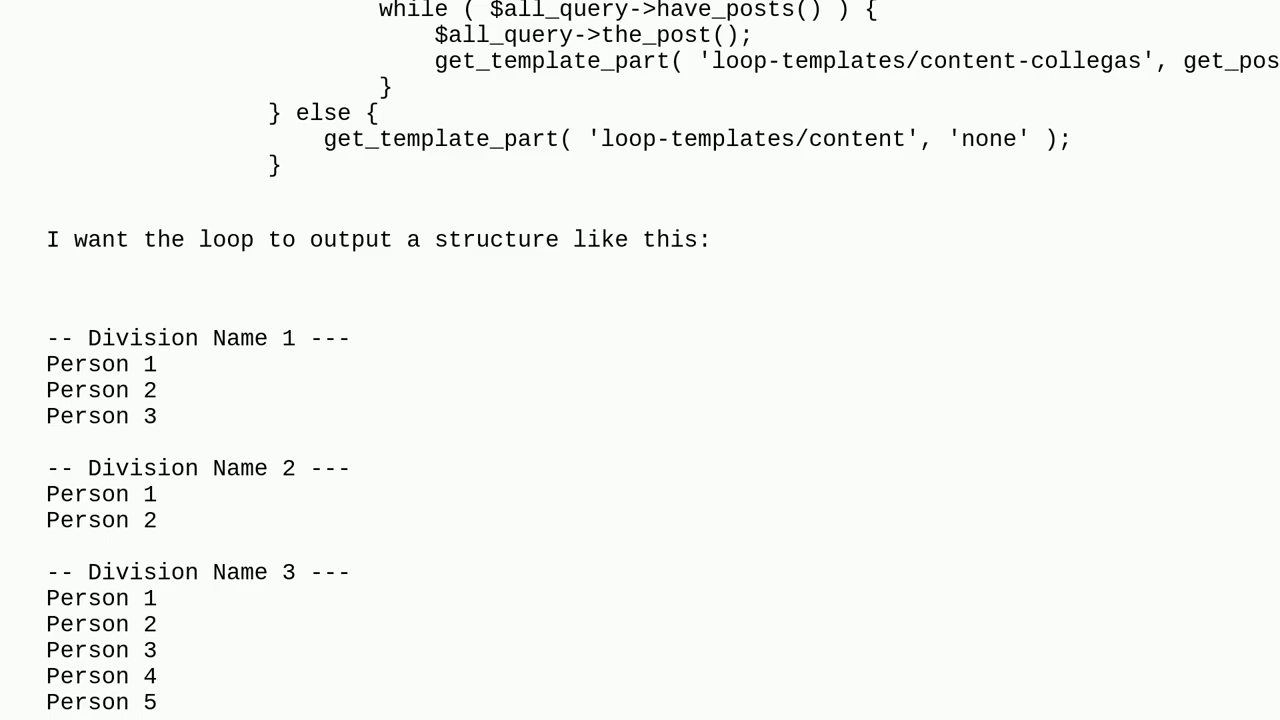 while ( $all_query->have_posts() ) {
$all_query->the_post();
get_template_part( 'loop-templates/content-collegas', get_pos
}
} else {
get_template_part( 'loop-templates/content', 'none' );
}
I want the loop to output a structure like this:
-- Division Name 1 ---
Person 1
Person 2
Person 3
-- Division Name 2 ---
Person 1
Person 2
-- Division Name 3 ---
Person 1
Person 2
Person 3
Person 4
Person 5